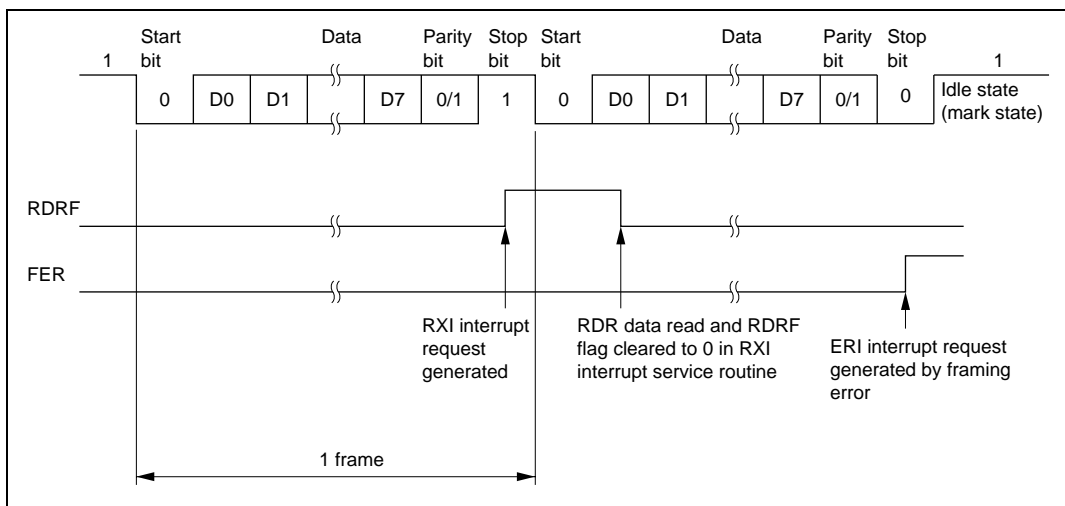 Start Data Parity Stop Start Data Parity Stop
1 bit bit bit bit bit bit 1
0 D0 D1 D7 0/1 1 0 D0 D1 D7 0/1 0 Idle state
(mark state)
RDRF
FER
RXI interrupt
request
generated
RDR data read and RDRF
flag cleared to 0 in RXI
interrupt service routine
ERI interrupt request
generated by framing
error
1 frame